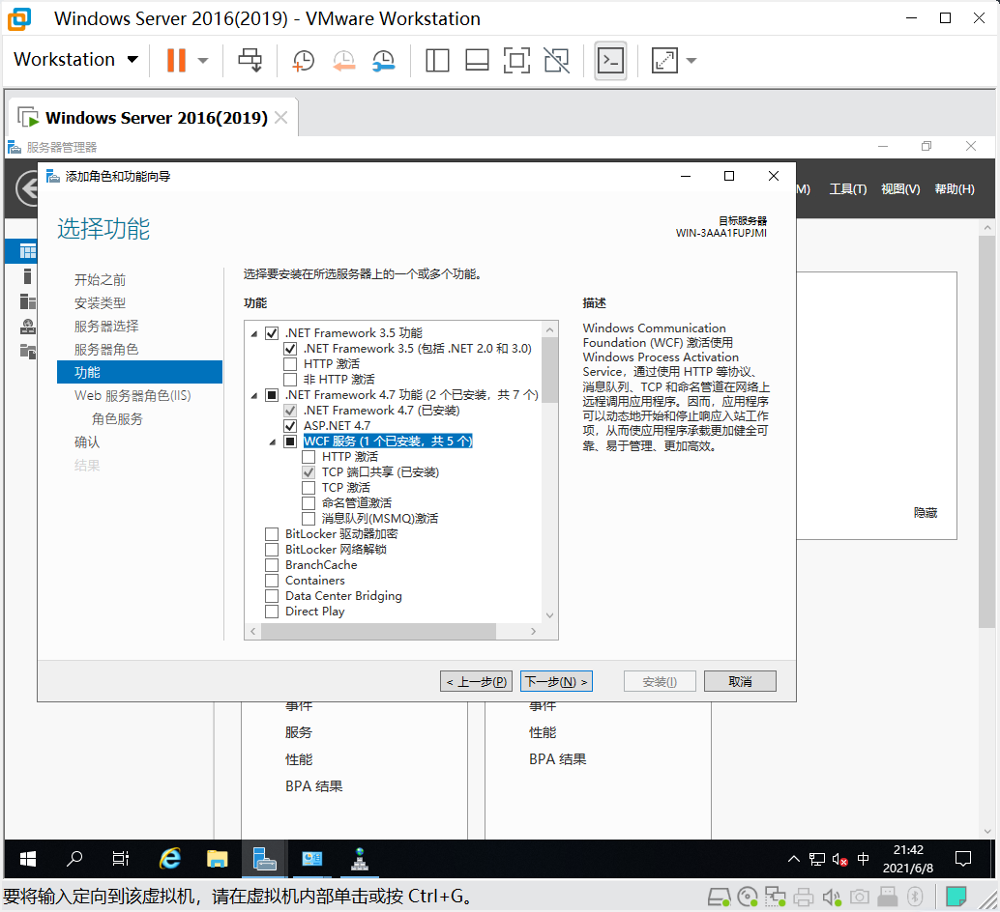 Windows Server 2016(2019) - VMware Workstation
Workstation
Windows Server 2016(2019)
服务器管理器
M) 工具(T) 视图(V) 帮助(H)
添加角色和功能向导
选择功能
目标服务器
WIN-3AAA1FUPJMI
开始之前
安装类型
服务器选择
服务器角色
功能
Web 服务器角色(IIS)
角色服务
确认
结果
选择要安装在所选服务器上的一个或多个功能。
功能
.NET Framework 3.5 功能
.NET Framework 3.5 (包括 .NET 2.0 和 3.0)
HTTP 激活
非 HTTP 激活
.NET Framework 4.7 功能 (2 个已安装，共 7 个)
.NET Framework 4.7 (已安装)
ASP.NET 4.7
WCF 服务 (1 个已安装，共 5 个)
HTTP 激活
TCP 端口共享 (已安装)
TCP 激活
命名管道激活
消息队列(MSMQ)激活
BitLocker 驱动器加密
BitLocker 网络解锁
BranchCache
Containers
Data Center Bridging
Direct Play
描述
Windows Communication
Foundation (WCF) 激活使用
Windows Process Activation
Service，通过使用 HTTP 等协议、
消息队列、TCP 和命名管道在网络上
远程调用应用程序。因而，应用程序
可以动态地开始和停止响应入站工作
项，从而使应用程序承载更加健全可
靠、易于管理、更加高效。
隐藏
< 上一步(P) 下一步(N) > 安装(I) 取消
事件
服务
性能
BPA 结果
事件
性能
BPA 结果
中
21:42
2021/6/8
要将输入定向到该虚拟机，请在虚拟机内部单击或按 Ctrl+G。